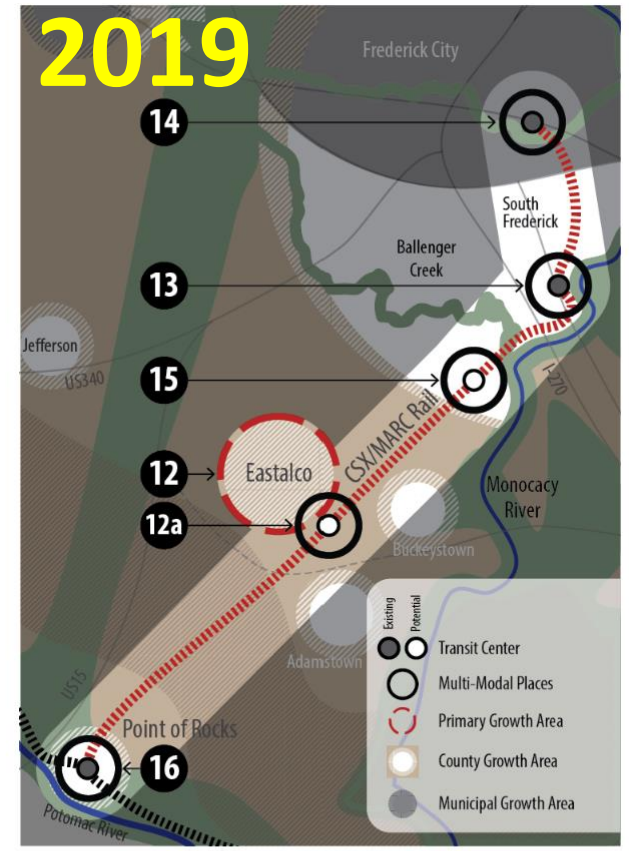 2019
Frederick City
14
South
Frederick
Ballenger
Creek
13
Jefferson
US340
15
I-270
CSX/MARC Rail
12
Eastalco
Monocacy
River
12a
Buckeystown
Existing
Potential
Transit Center
Multi-Modal Places
Adamstown
US15
Primary Growth Area
Point of Rocks
County Growth Area
16
Municipal Growth Area
Potomac River